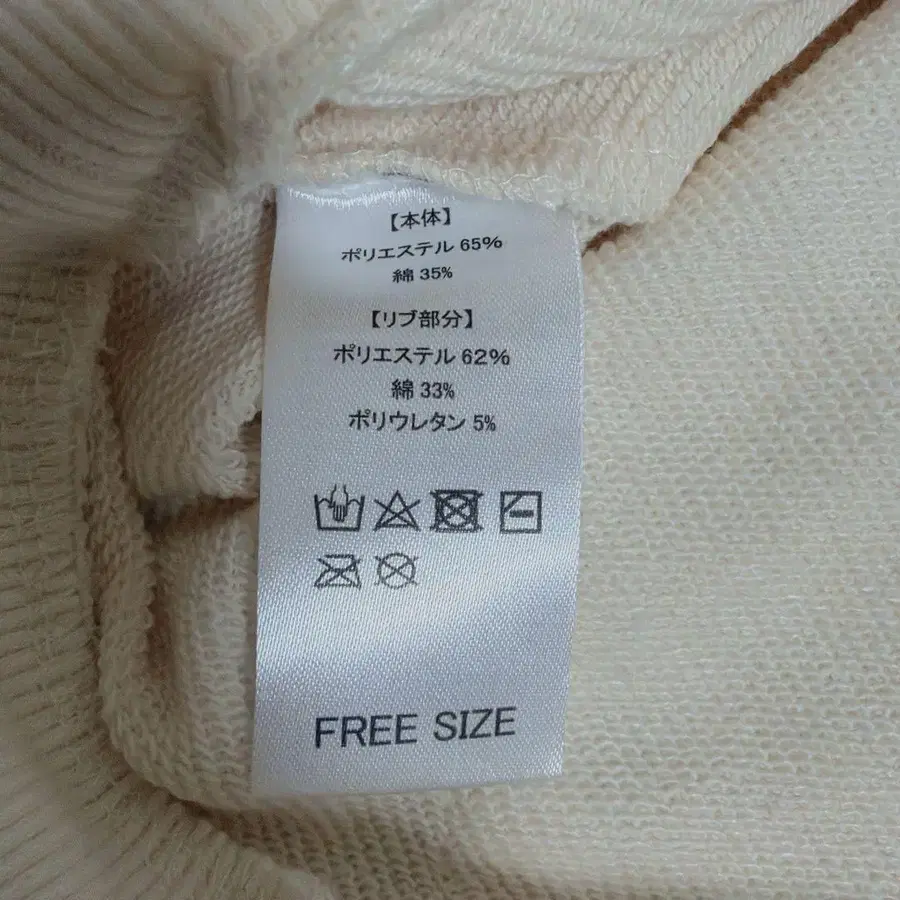 【本体】
ポリエステル 65%
綿 35%
【リブ部分】
ポリエステル 62%
綿 33%
ポリウレタン 5%
FREE SIZE